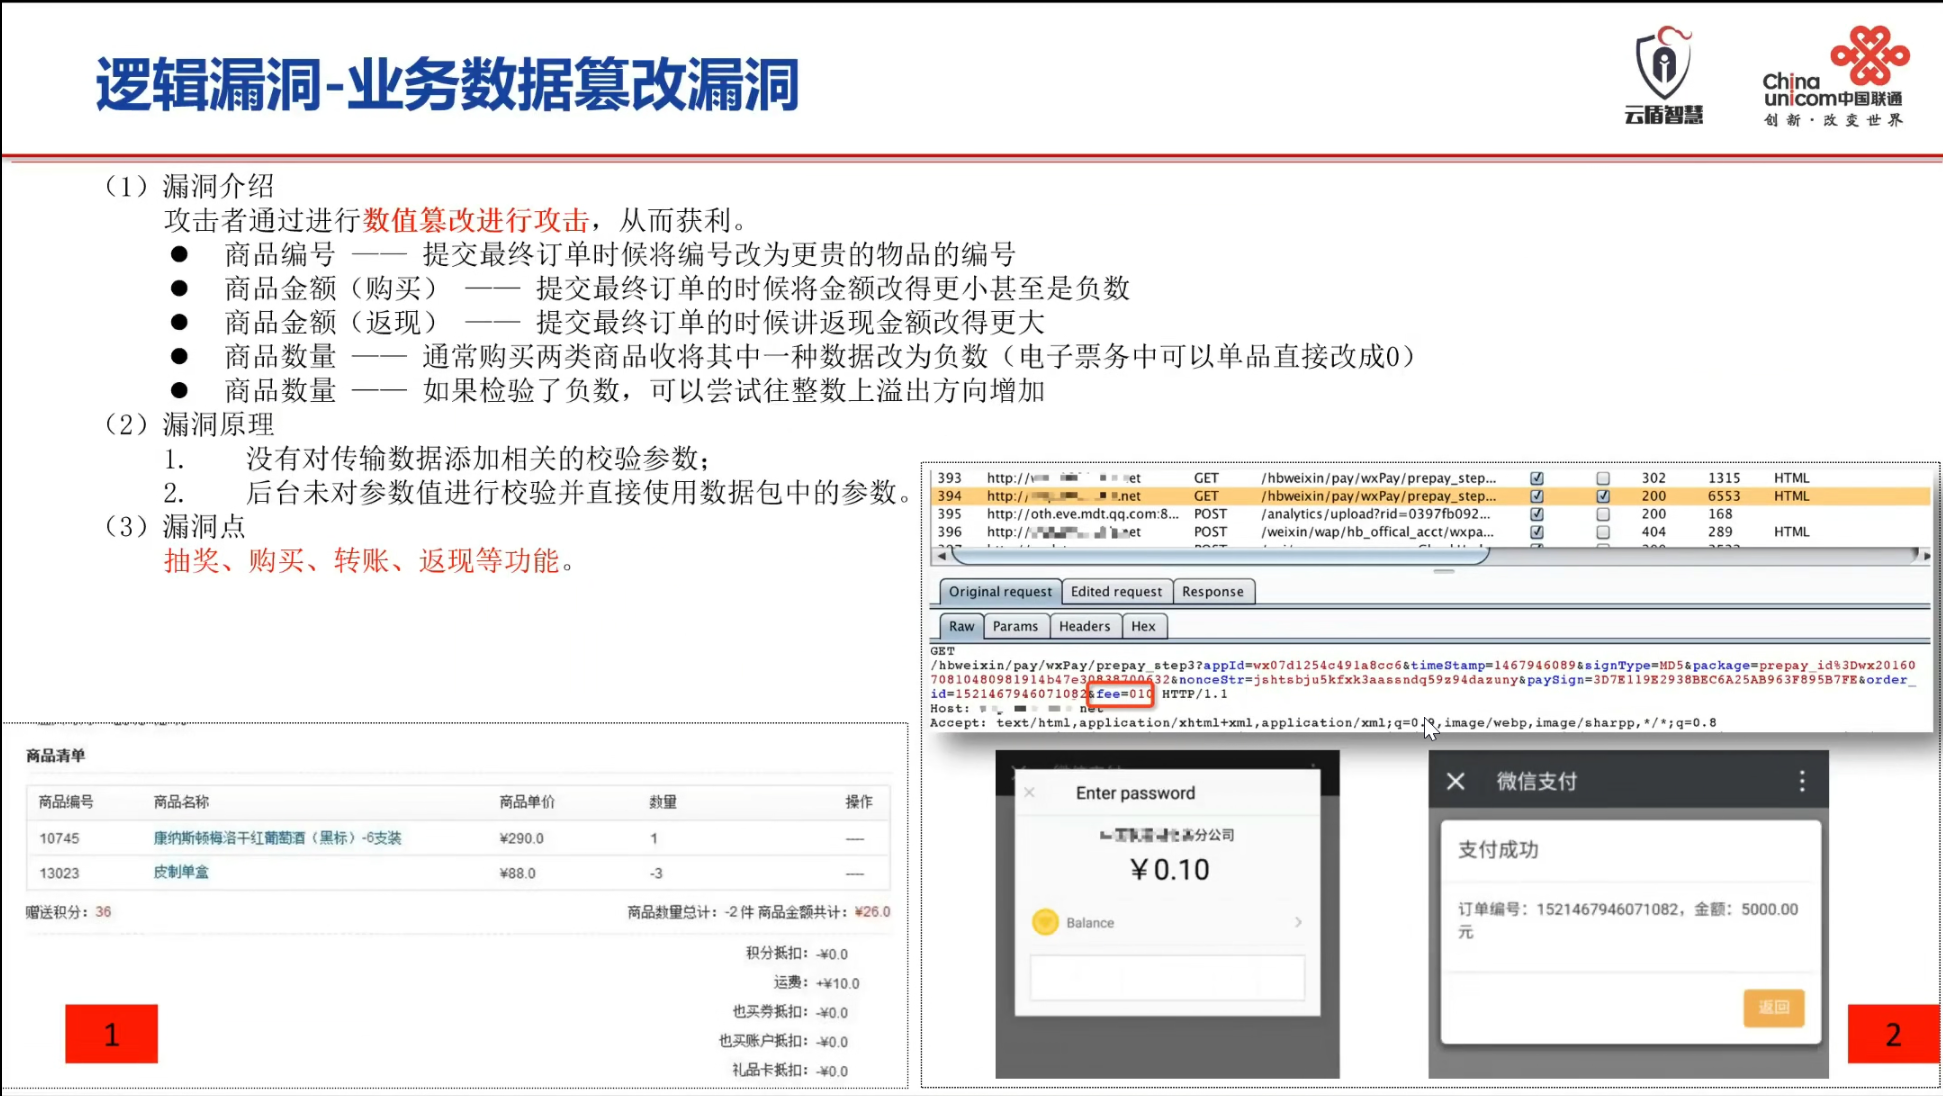 逻辑漏洞-业务数据篡改漏洞
云盾智慧
China
unicom中国联通
创新·改变世界
（1）漏洞介绍
攻击者通过进行数值篡改进行攻击，从而获利。
● 商品编号 —— 提交最终订单时候将编号改为更贵的物品的编号
● 商品金额（购买） —— 提交最终订单的时候将金额改得更小甚至是负数
● 商品金额（返现） —— 提交最终订单的时候讲返现金额改得更大
● 商品数量 —— 通常购买两类商品收将其中一种数据改为负数（电子票务中可以单品直接改成0）
● 商品数量 —— 如果检验了负数，可以尝试往整数上溢出方向增加
（2）漏洞原理
1. 没有对传输数据添加相关的校验参数；
2. 后台未对参数值进行校验并直接使用数据包中的参数。
（3）漏洞点
抽奖、购买、转账、返现等功能。
393 http:// et GET /hbweixin/pay/wxPay/prepay_step... 302 1315 HTML
394 http:// .net GET /hbweixin/pay/wxPay/prepay_step... 200 6553 HTML
395 http://oth.eve.mdt.qq.com:8... POST /analytics/upload?rid=0397fb092... 200 168
396 http:// et POST /weixin/wap/hb_offical_acct/wxpa... 404 289 HTML
Original request Edited request Response
Raw Params Headers Hex
GET
/hbweixin/pay/wxPay/prepay_step3?appId=wx07d1254c491a8cc6&timeStamp=1467946089&signType=MD5&package=prepay_id%3Dwx20160
70810480981914b47e30838700632&nonceStr=jshtsbju5kfxk3aassndq59z94dazuny&paySign=3D7E119E2938BEC6A25AB963F895B7FE&order_
id=1521467946071082&fee=010 HTTP/1.1
Host: net
Accept: text/html,application/xhtml+xml,application/xml;q=0.9,image/webp,image/sharpp,*/*;q=0.8
商品清单
商品编号 商品名称 商品单价 数量 操作
10745 康纳斯顿梅洛干红葡萄酒（黑标）-6支装 ¥290.0 1 ----
13023 皮制单盒 ¥88.0 -3 ----
赠送积分：36 商品数量总计：-2 件 商品金额共计：¥26.0
积分抵扣：-¥0.0
运费：+¥10.0
也买券抵扣：-¥0.0
也买账户抵扣：-¥0.0
礼品卡抵扣：-¥0.0
1
Enter password
分公司
¥0.10
Balance
微信支付
支付成功
订单编号：1521467946071082，金额：5000.00
元
返回
2